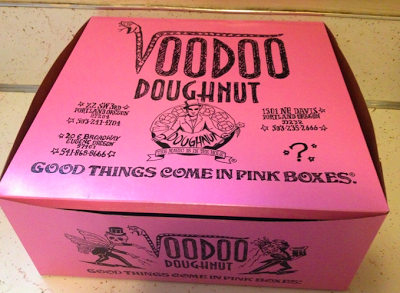 VOODOO
DOUGHNUT
22 SW 3RD
PORTLAND OREGON
97204
503-241-4704
1501 NE DAVIS
PORTLAND OREGON
97232
503-235-2666
20 E BROADWAY
EUGENE OREGON
97401
541-868-8666
DOUGHNUT
?
GOOD THINGS COME IN PINK BOXES®
VOODOO
DOUGHNUT
GOOD THINGS COME IN PINK BOXES!